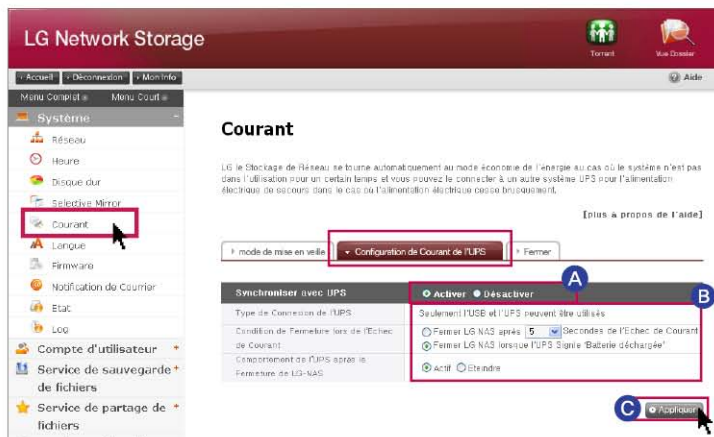 LG Network Storage
Torrent
Vue Dossier
Accueil
Déconnexion
Mon Info
Aide
Menu Complet
Menu Court
Système
Réseau
Heure
Disque dur
Selective Mirror
Courant
Langue
Firmware
Notification de Courrier
Etat
Log
Compte d'utilisateur
Service de sauvegarde
de fichiers
Service de partage de
fichiers
Courant
LG le Stockage de Réseau se tourne automatiquement au mode économie de l'énergie au cas où le système n'est pas
dans l'utilisation pour un certain temps et vous pouvez le connecter à un autre système UPS pour l'alimentation
électrique de secours dans le cas où l'alimentation électrique cesse brusquement.
[plus à propos de l'aide]
mode de mise en veille
Configuration de Courant de l'UPS
Fermer
A
B
Synchroniser avec UPS
Activer Désactiver
Type de Connexion de l'UPS
Seulement l'USB et l'UPS peuvent être utilisés
Condition de Fermeture lors de l'Echec
de Courant
Fermer LG NAS après 5 Secondes de l'Echec de Courant
Fermer LG NAS lorsque l'UPS Signie "Batterie déchargée"
Comportement de l'UPS après la
Fermeture de LG-NAS
Actif Eteindre
C
Appliquer